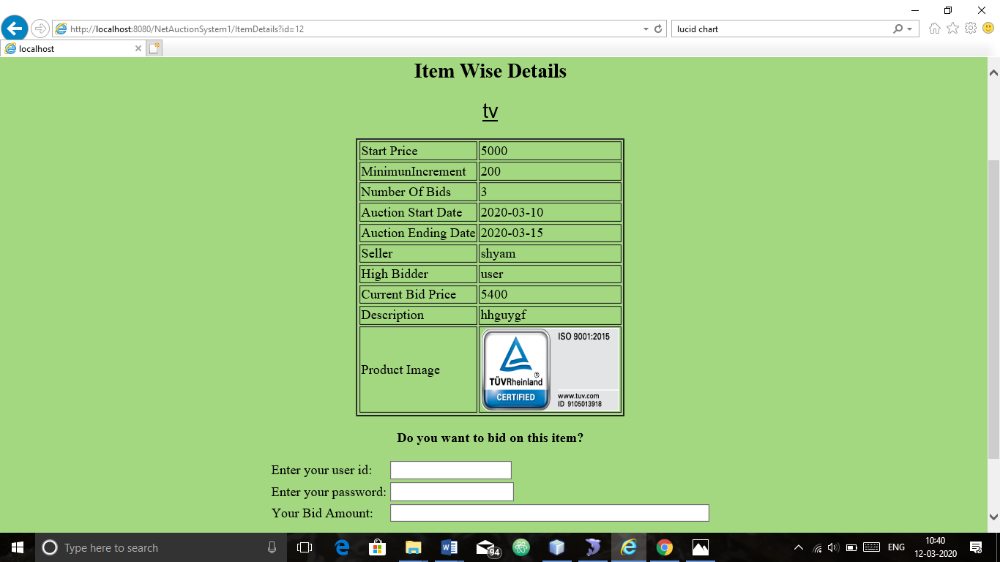 http://localhost:8080/NetAuctionSystem1/ItemDetails?id=12
lucid chart
localhost
Item Wise Details
tv
Start Price 5000
MinimunIncrement 200
Number Of Bids 3
Auction Start Date 2020-03-10
Auction Ending Date 2020-03-15
Seller shyam
High Bidder user
Current Bid Price 5400
Description hhguygf
Product Image
ISO 9001:2015
®
TÜVRheinland
CERTIFIED
www.tuv.com
ID 9105013918
Do you want to bid on this item?
Enter your user id:
Enter your password:
Your Bid Amount:
Type here to search
94
ENG
10:40
12-03-2020